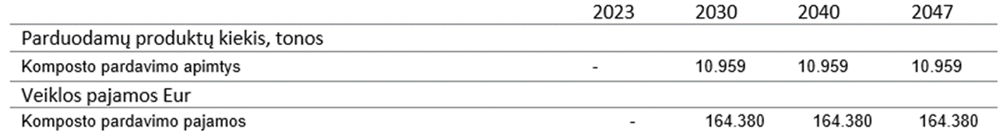 2023 2030 2040 2047
Parduodamų produktų kiekis, tonos
Komposto pardavimo apimtys - 10.959 10.959 10.959
Veiklos pajamos Eur
Komposto pardavimo pajamos - 164.380 164.380 164.380